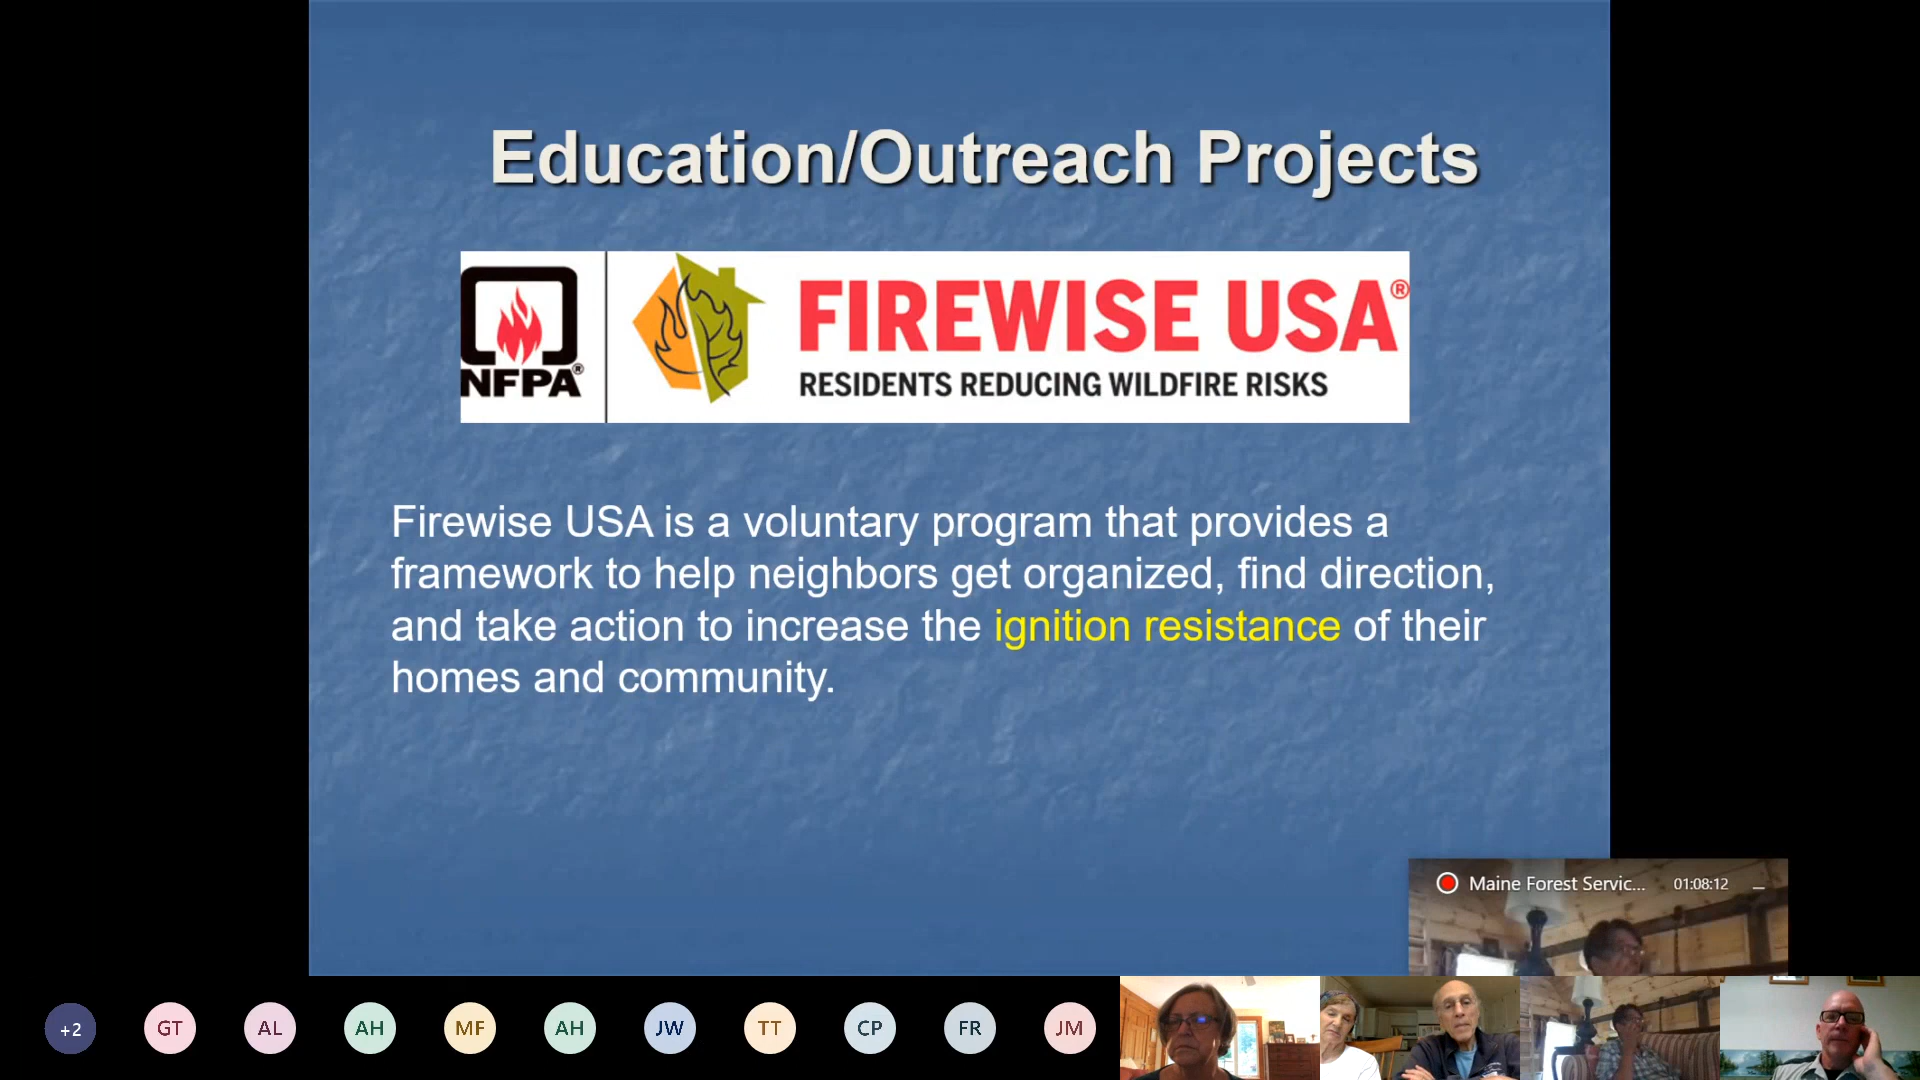 Education/Outreach Projects
NFPA®
FIREWISE USA®
RESIDENTS REDUCING WILDFIRE RISKS
Firewise USA is a voluntary program that provides a
framework to help neighbors get organized, find direction,
and take action to increase the ignition resistance of their
homes and community.
Maine Forest Servic... 01:08:12
+2 GT AL AH MF AH JW TT CP FR JM